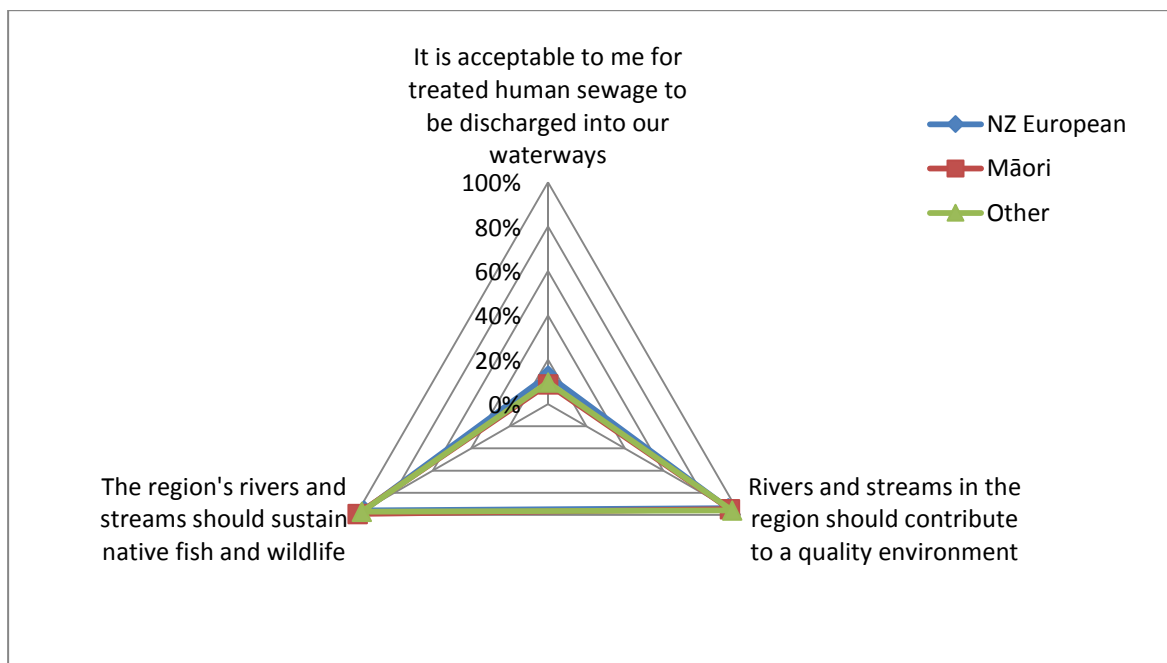 It is acceptable to me for
treated human sewage to
be discharged into our
waterways
100%
80%
60%
40%
20%
0%
NZ European
Māori
Other
The region's rivers and
streams should sustain
native fish and wildlife
Rivers and streams in the
region should contribute
to a quality environment